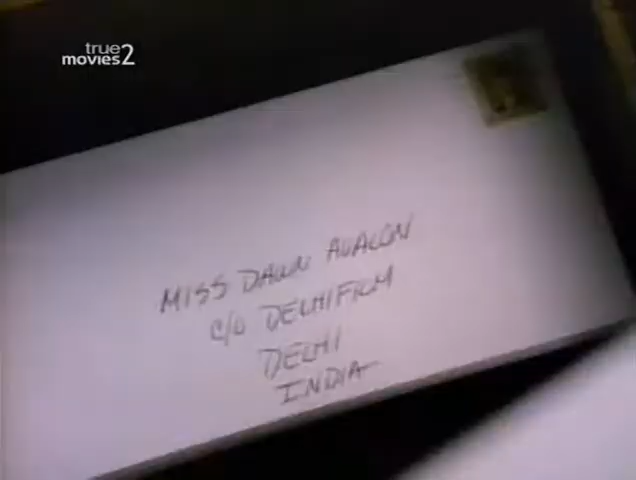 true
movies2
MISS DAWN AVALON
C/O DELHIFILM
DELHI
INDIA